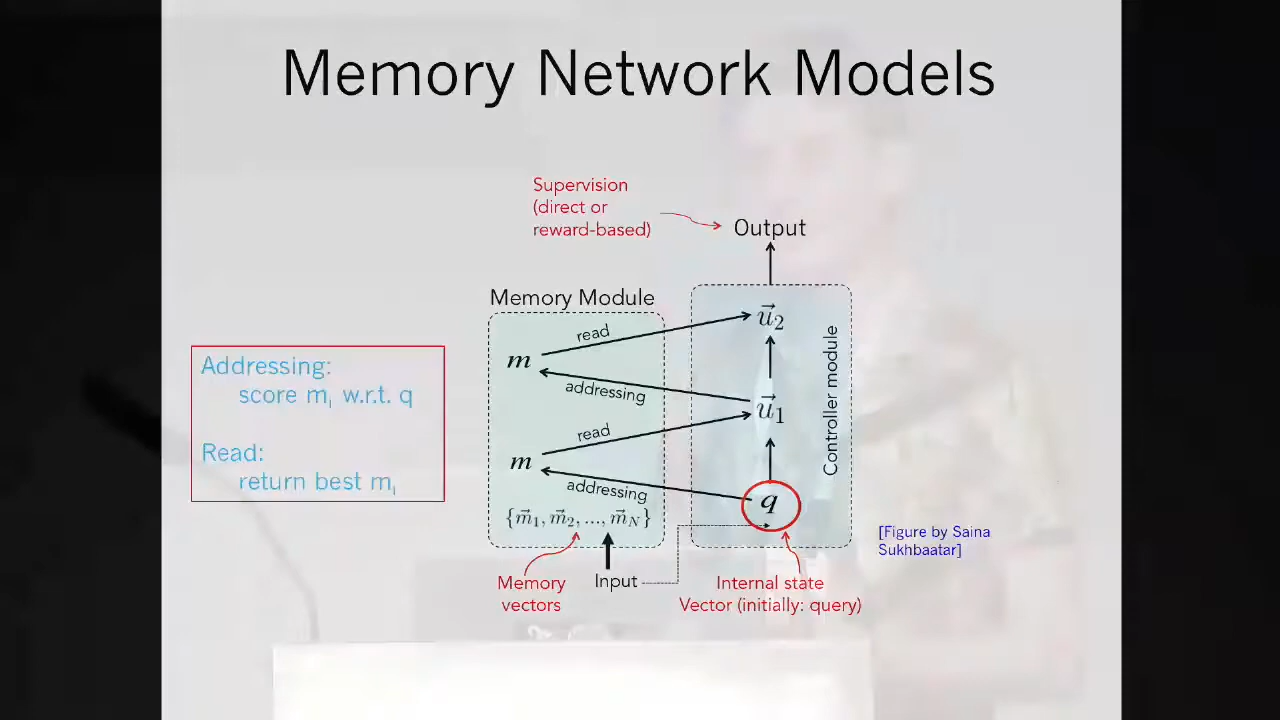 Memory Network Models
Supervision
(direct or
reward-based)
Output
Memory Module
read
m
addressing
read
m
addressing
{m⃗1, m⃗2, ..., m⃗N}
u⃗2
u⃗1
q
Controller module
Addressing:
score mi w.r.t. q
Read:
return best mi
[Figure by Saina
Sukhbaatar]
Memory
vectors
Input
Internal state
Vector (initially: query)